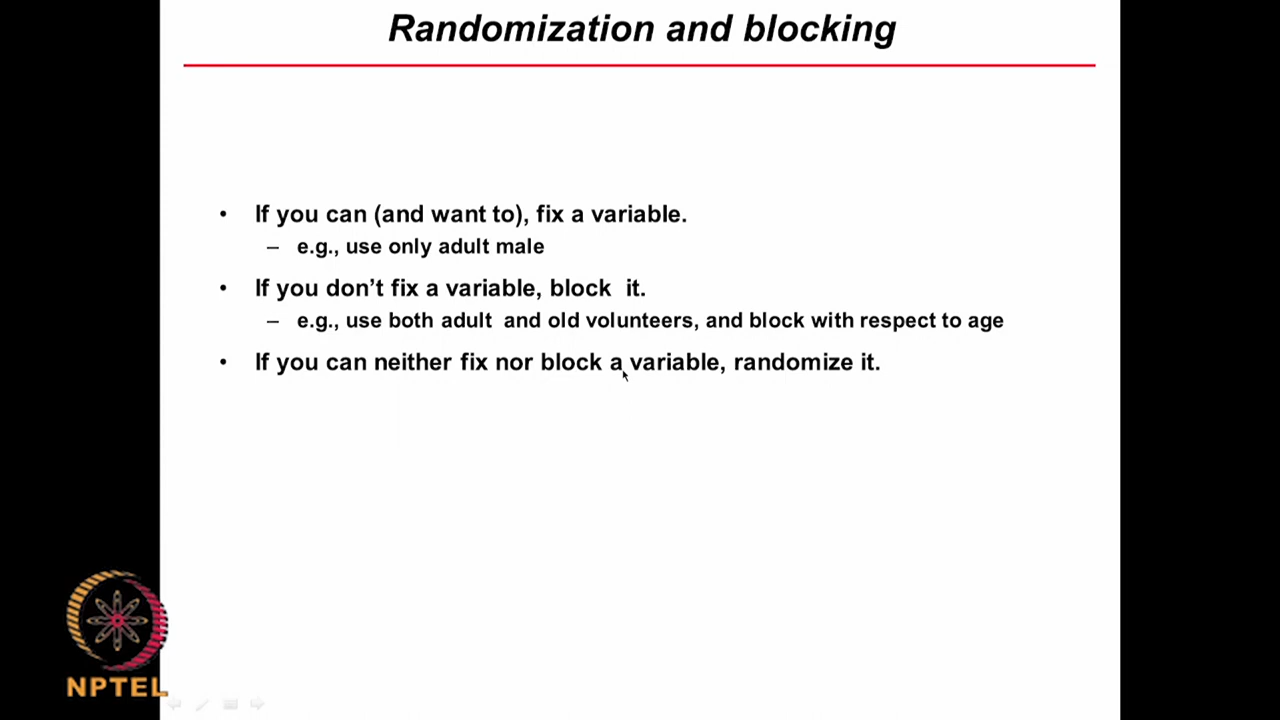 Randomization and blocking
• If you can (and want to), fix a variable.
– e.g., use only adult male
• If you don’t fix a variable, block  it.
– e.g., use both adult  and old volunteers, and block with respect to age
• If you can neither fix nor block a variable, randomize it.
NPTEL